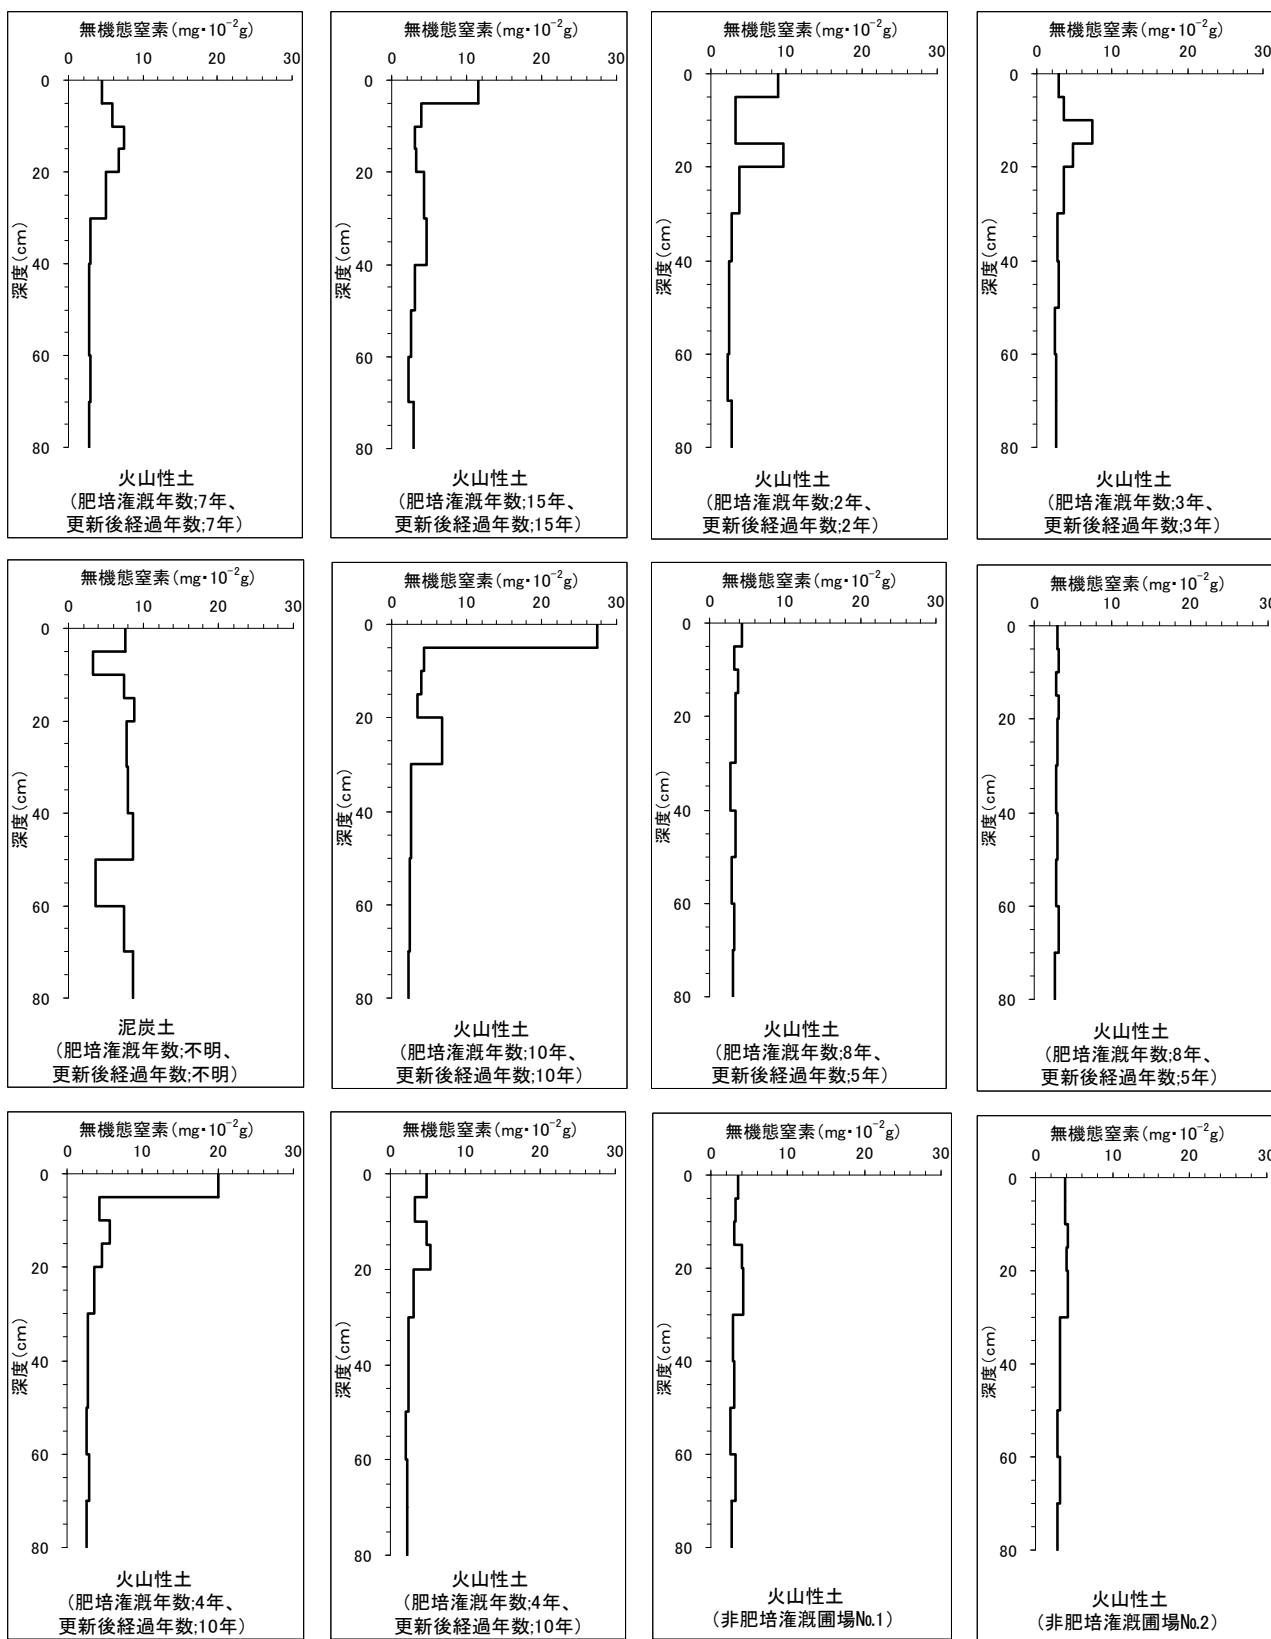 無機態窒素(mg・10⁻²g)
0 10 20 30
0
20
40
60
80
深度(cm)
火山性土
(肥培潅漑年数;7年、
更新後経過年数;7年)
無機態窒素(mg・10⁻²g)
0 10 20 30
0
20
40
60
80
深度(cm)
火山性土
(肥培潅漑年数;15年、
更新後経過年数;15年)
無機態窒素(mg・10⁻²g)
0 10 20 30
0
20
40
60
80
深度(cm)
火山性土
(肥培潅漑年数;2年、
更新後経過年数;2年)
無機態窒素(mg・10⁻²g)
0 10 20 30
0
20
40
60
80
深度(cm)
火山性土
(肥培潅漑年数;3年、
更新後経過年数;3年)
無機態窒素(mg・10⁻²g)
0 10 20 30
0
20
40
60
80
深度(cm)
泥炭土
(肥培潅漑年数;不明、
更新後経過年数;不明)
無機態窒素(mg・10⁻²g)
0 10 20 30
0
20
40
60
80
深度(cm)
火山性土
(肥培潅漑年数;10年、
更新後経過年数;10年)
無機態窒素(mg・10⁻²g)
0 10 20 30
0
20
40
60
80
深度(cm)
火山性土
(肥培潅漑年数;8年、
更新後経過年数;5年)
無機態窒素(mg・10⁻²g)
0 10 20 30
0
20
40
60
80
深度(cm)
火山性土
(肥培潅漑年数;8年、
更新後経過年数;5年)
無機態窒素(mg・10⁻²g)
0 10 20 30
0
20
40
60
80
深度(cm)
火山性土
(肥培潅漑年数;4年、
更新後経過年数;10年)
無機態窒素(mg・10⁻²g)
0 10 20 30
0
20
40
60
80
深度(cm)
火山性土
(肥培潅漑年数;4年、
更新後経過年数;10年)
無機態窒素(mg・10⁻²g)
0 10 20 30
0
20
40
60
80
深度(cm)
火山性土
(非肥培潅漑圃場№1)
無機態窒素(mg・10⁻²g)
0 10 20 30
0
20
40
60
80
深度(cm)
火山性土
(非肥培潅漑圃場№2)